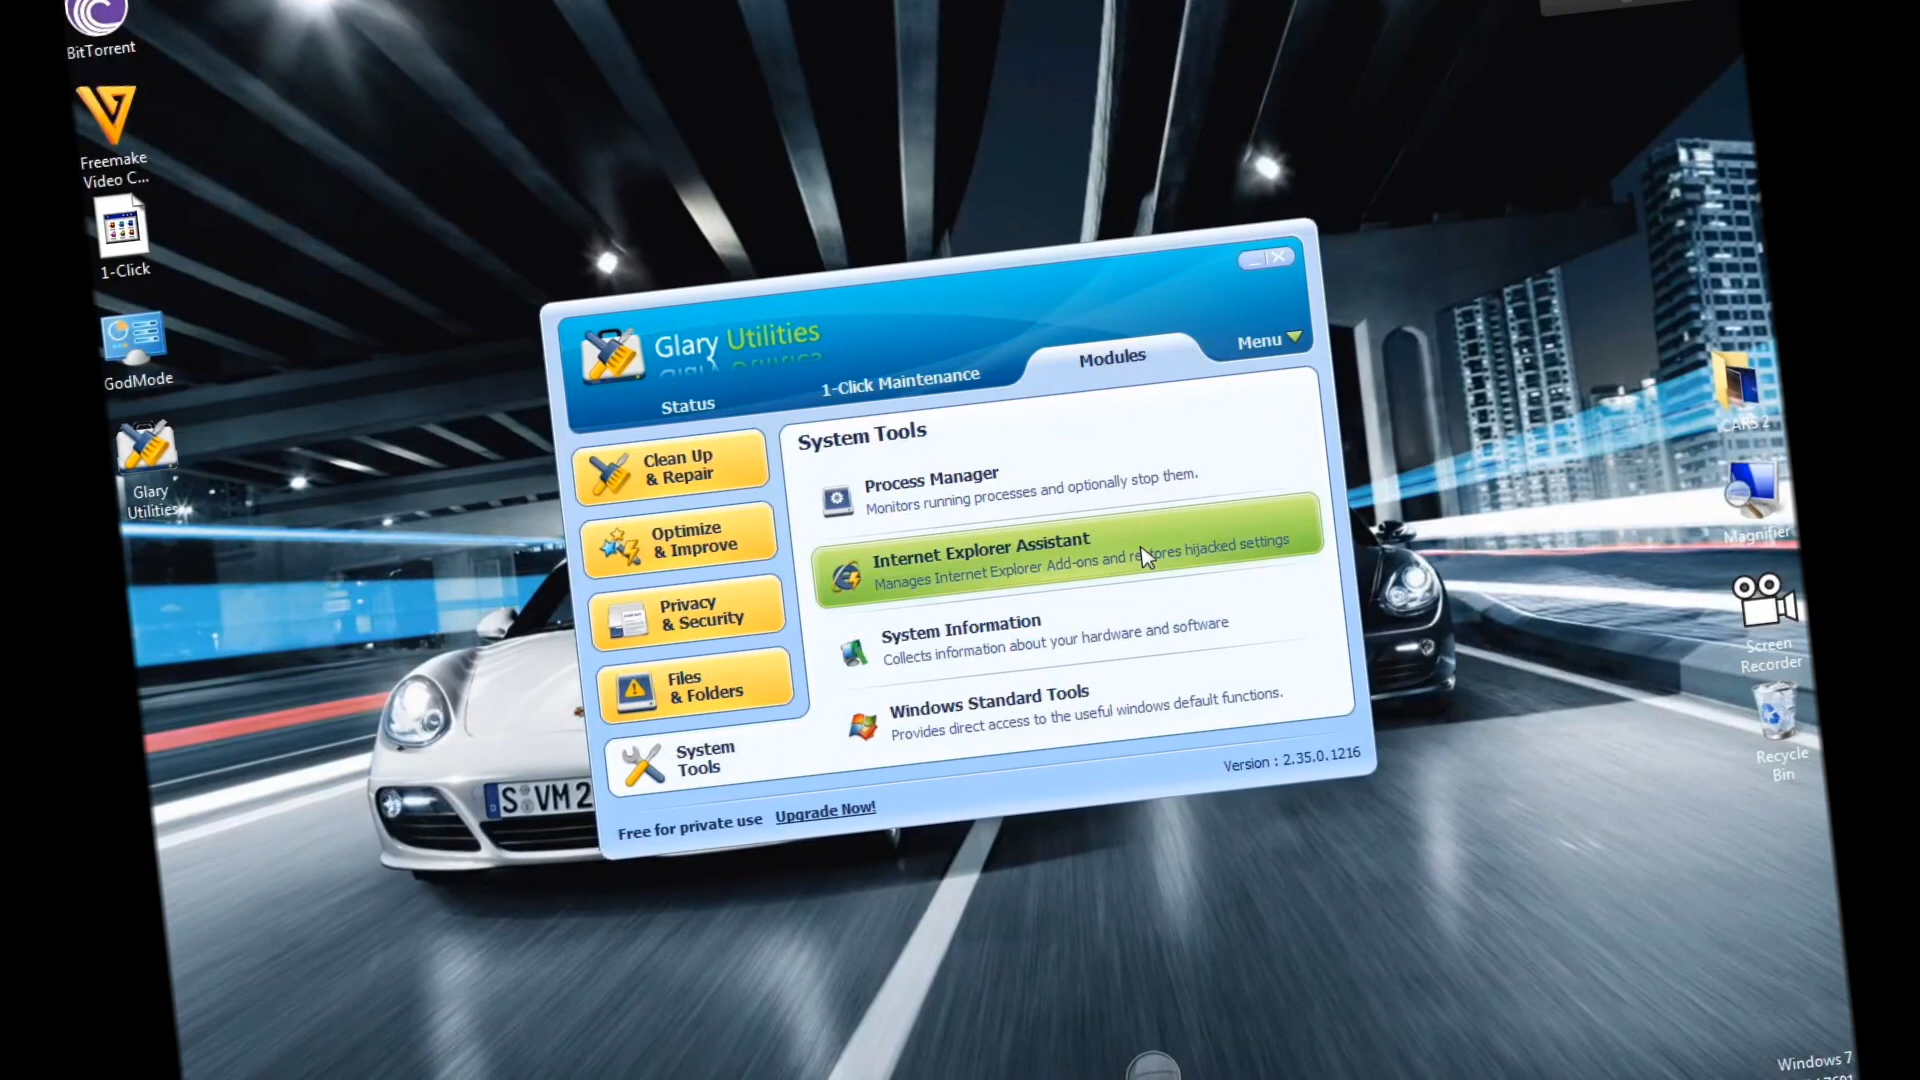 BitTorrent
Freemake
Video C...
1-Click
GodMode
Glary
Utilities
Glary Utilities
Status
1-Click Maintenance
Modules
Menu
Clean Up
& Repair
Optimize
& Improve
Privacy
& Security
Files
& Folders
System
Tools
System Tools
Process Manager
Monitors running processes and optionally stop them.
Internet Explorer Assistant
Manages Internet Explorer Add-ons and restores hijacked settings
System Information
Collects information about your hardware and software
Windows Standard Tools
Provides direct access to the useful windows default functions.
Version : 2.35.0.1216
Free for private use Upgrade Now!
S VM 2
CARS 2
Magnifier
Screen
Recorder
Recycle
Bin
Windows 7